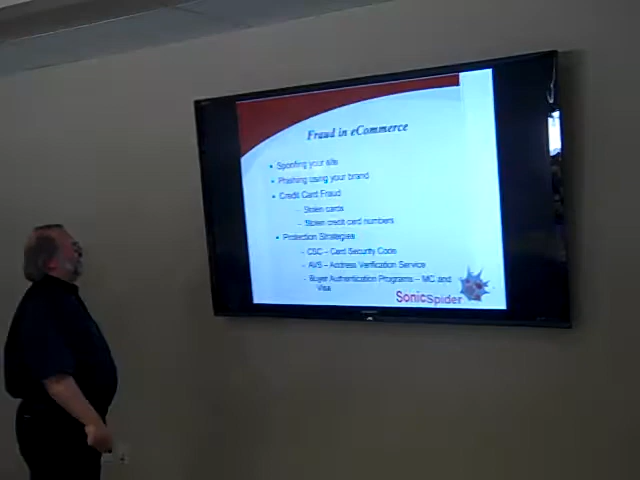 Fraud in eCommerce
• Spoofing your site
• Phishing using your brand
• Credit Card Fraud
– Stolen cards
– Stolen credit card numbers
• Protection Strategies
– CSC – Card Security Code
– AVS – Address Verification Service
– Buyer Authentication Programs – MC and
Visa
SonicSpider